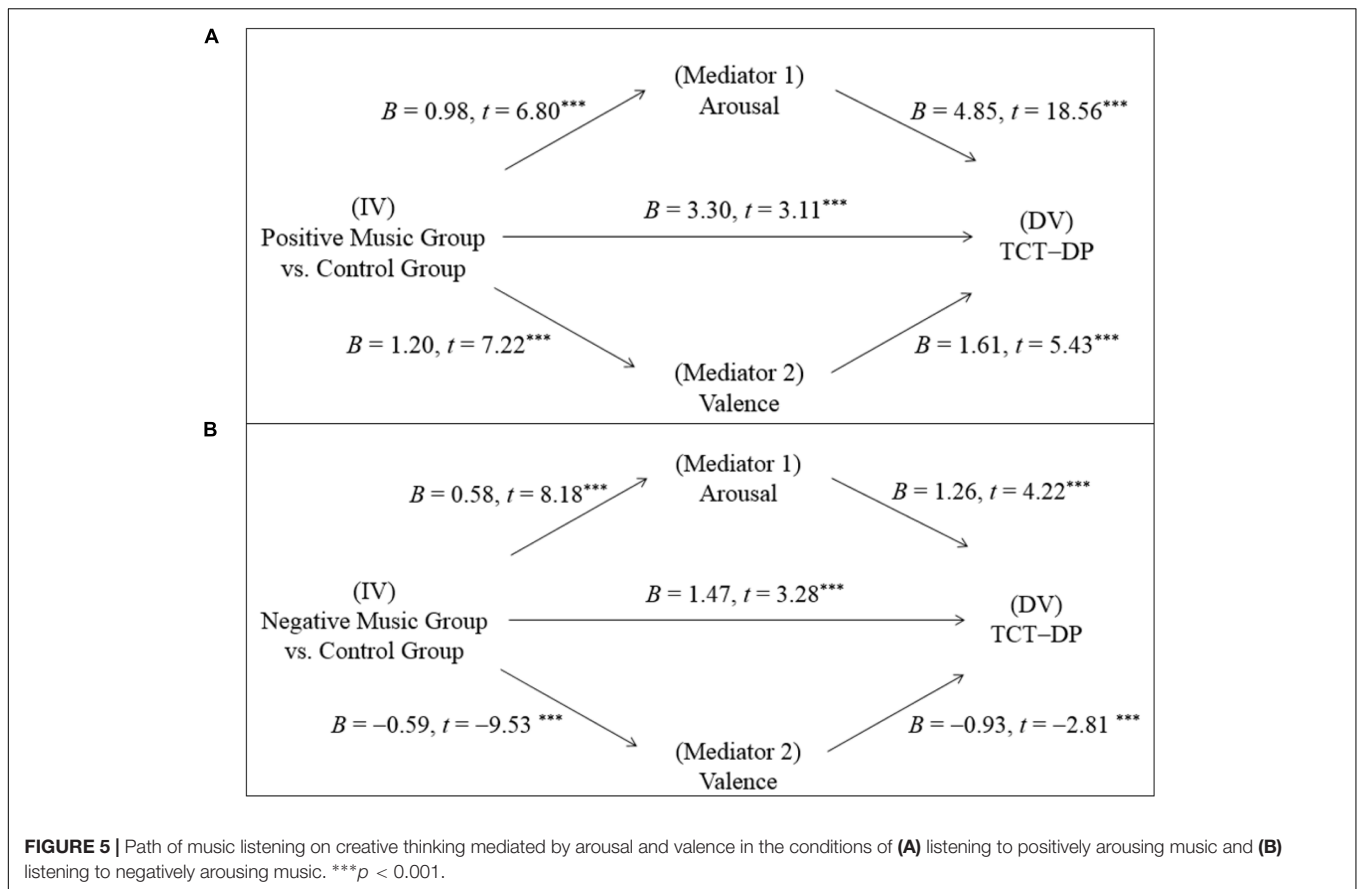 A
(Mediator 1)
Arousal
B = 0.98, t = 6.80***
B = 4.85, t = 18.56***
(IV)
Positive Music Group
vs. Control Group
B = 3.30, t = 3.11***
(DV)
TCT–DP
B = 1.20, t = 7.22***
B = 1.61, t = 5.43***
(Mediator 2)
Valence
B
(Mediator 1)
Arousal
B = 0.58, t = 8.18***
B = 1.26, t = 4.22***
(IV)
Negative Music Group
vs. Control Group
B = 1.47, t = 3.28***
(DV)
TCT–DP
B = –0.59, t = –9.53 ***
B = –0.93, t = –2.81 ***
(Mediator 2)
Valence
FIGURE 5 | Path of music listening on creative thinking mediated by arousal and valence in the conditions of (A) listening to positively arousing music and (B)
listening to negatively arousing music. ***p < 0.001.